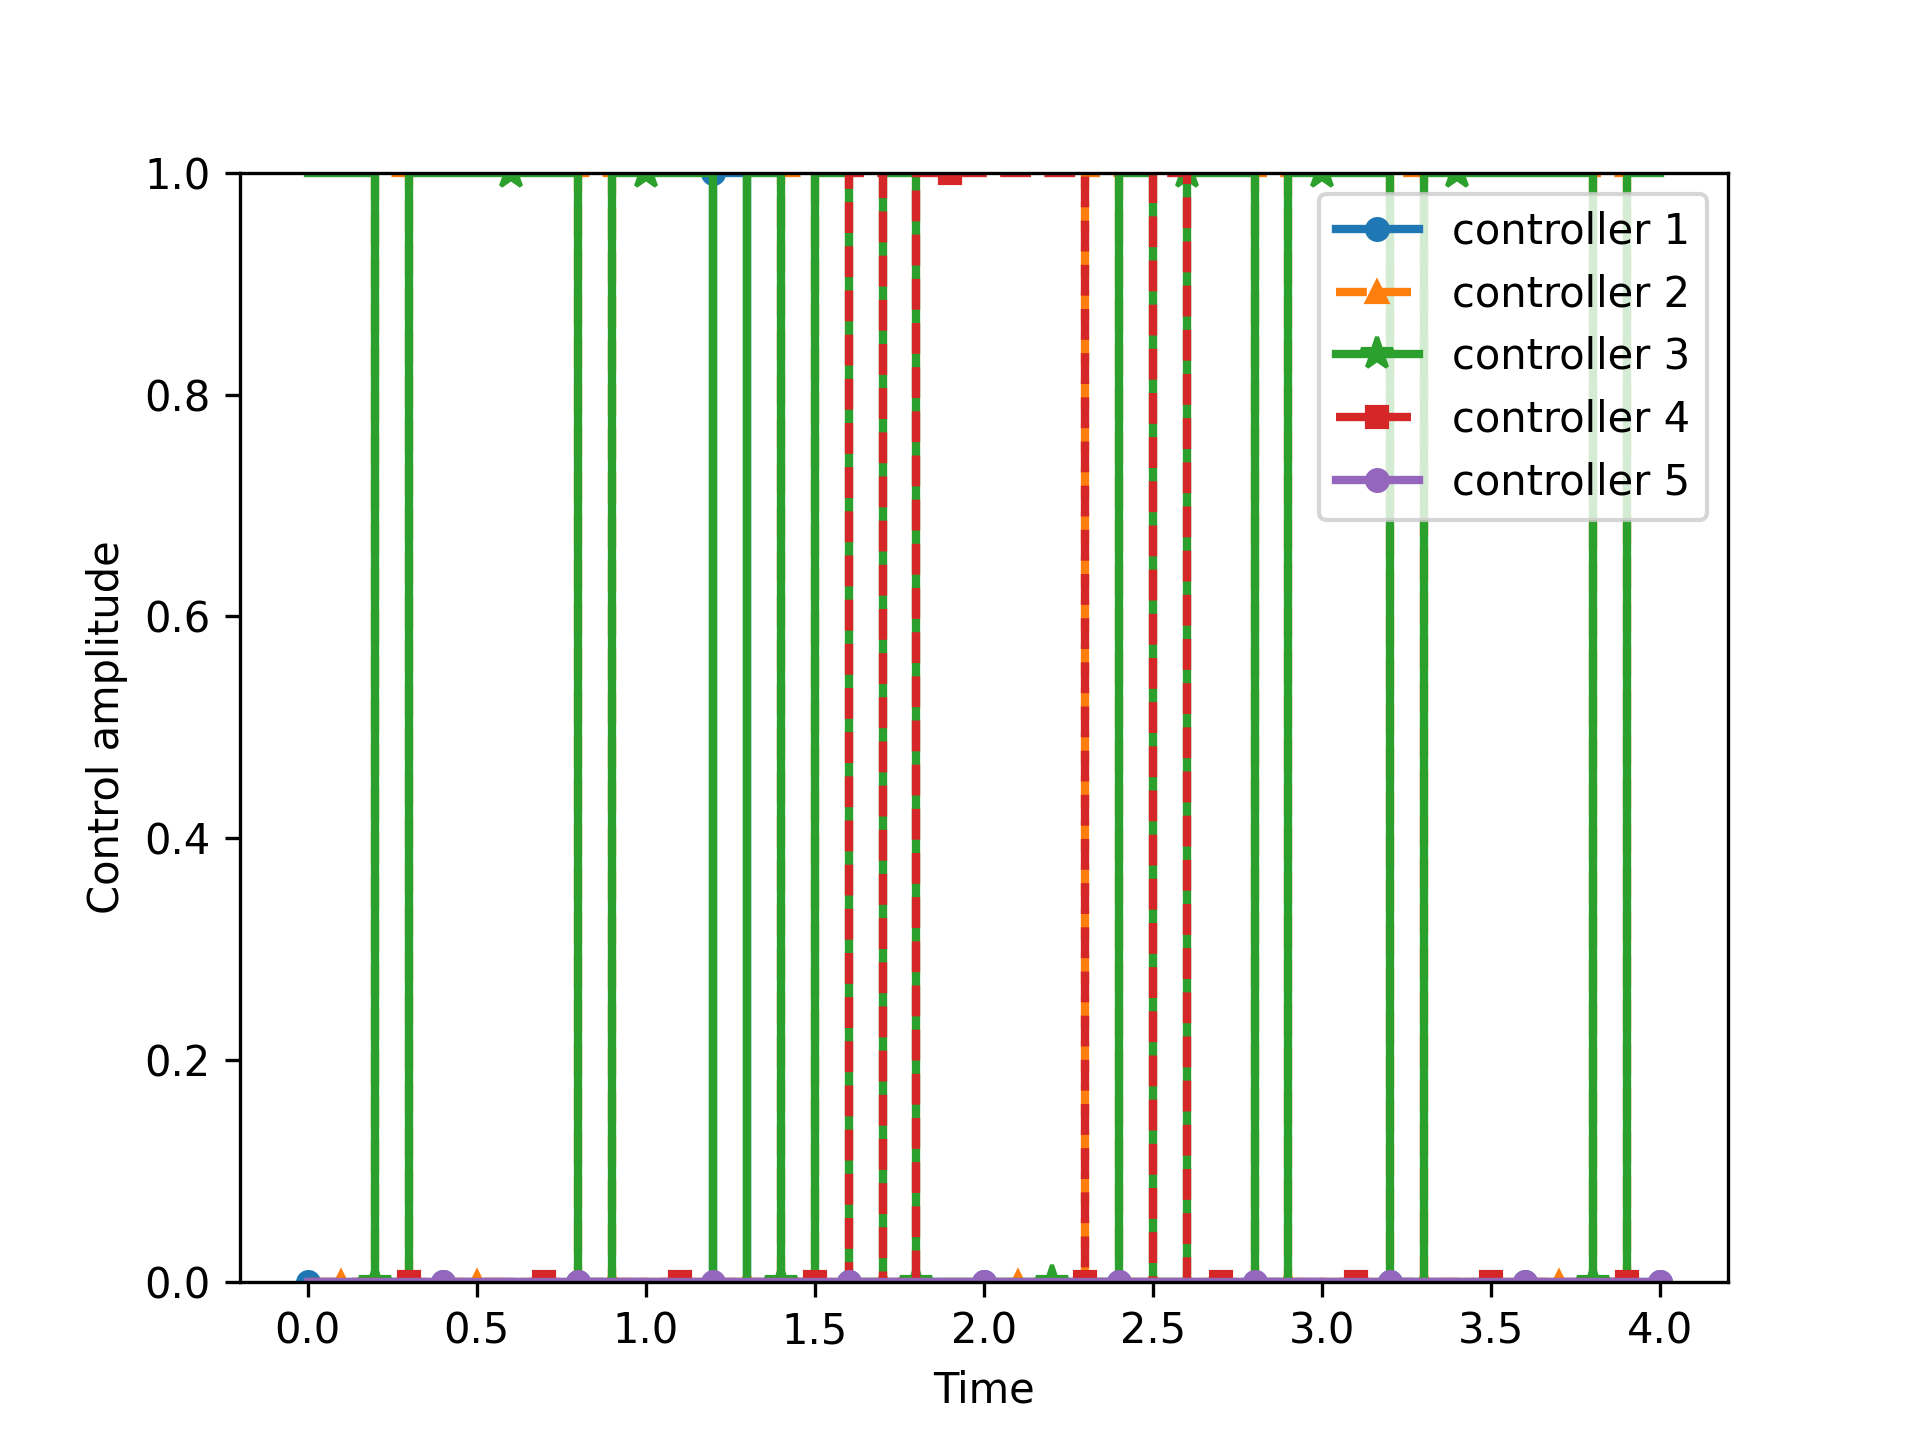 1.0
0.8
0.6
0.4
0.2
0.0
Control amplitude
0.0 0.5 1.0 1.5 2.0 2.5 3.0 3.5 4.0
Time
controller 1
controller 2
controller 3
controller 4
controller 5